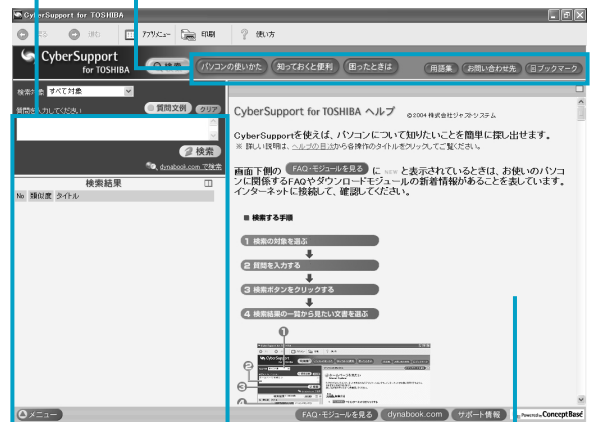 CyberSupport for TOSHIBA
戻る 進む アプリメニュー 印刷 ? 使い方
CyberSupport
for TOSHIBA
検索 パソコンの使いかた 知っておくと便利 困ったときは 用語集 お問い合わせ先 ブックマーク
検索対象 すべて対象
質問を入力してください 質問文例 クリア
検索
dynabook.com で検索
検索結果
No 類似度 タイトル
CyberSupport for TOSHIBA ヘルプ ©2004 株式会社ジャストシステム
CyberSupportを使えば、パソコンについて知りたいことを簡単に探し出せます。
※ 詳しい説明は、ヘルプの目次から各操作のタイトルをクリックしてご覧ください。
画面下側の FAQ・モジュールを見る に NEW と表示されているときは、お使いのパソコ
ンに関係するFAQやダウンロードモジュールの新着情報があることを表しています。
インターネットに接続して、確認してください。
■ 検索する手順
1 検索の対象を選ぶ
2 質問を入力する
3 検索ボタンをクリックする
4 検索結果の一覧から見たい文書を選ぶ
1
2
3
4
メニュー FAQ・モジュールを見る dynabook.com サポート情報 Powered by ConceptBase